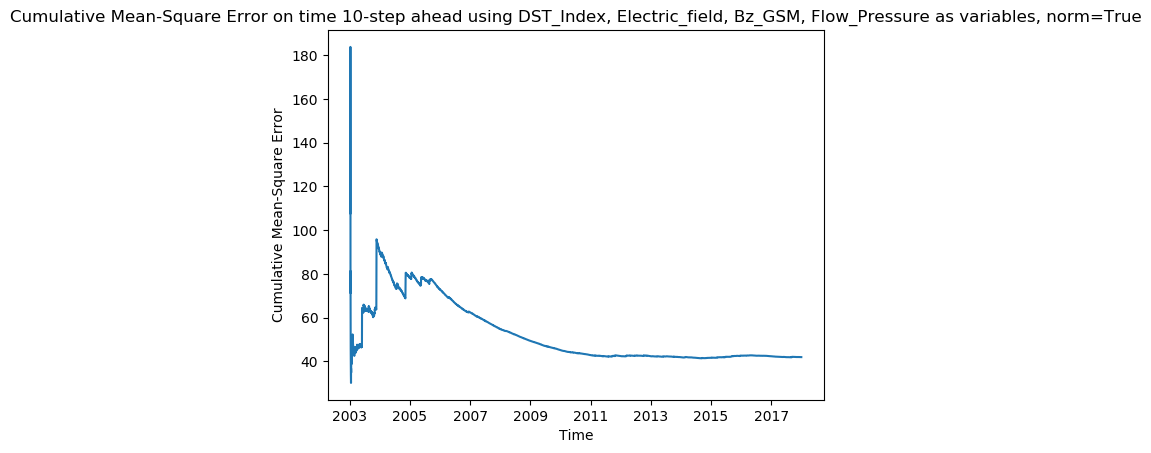 Cumulative Mean-Square Error on time 10-step ahead using DST_Index, Electric_field, Bz_GSM, Flow_Pressure as variables, norm=True
Cumulative Mean-Square Error
180
160
140
120
100
80
60
40
2003 2005 2007 2009 2011 2013 2015 2017
Time